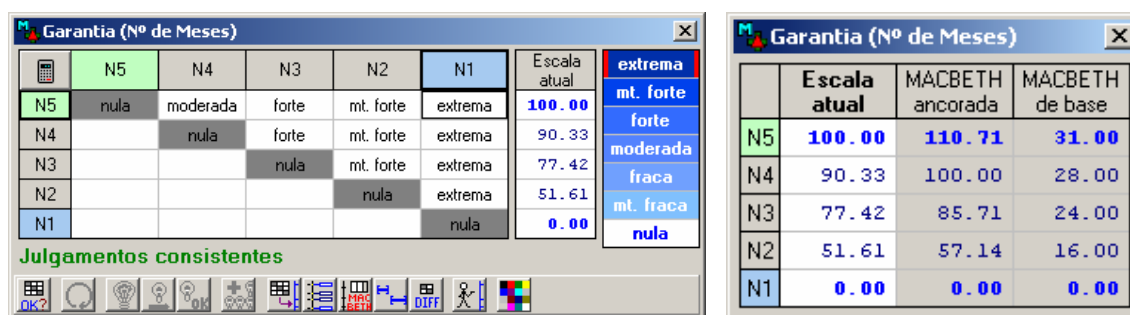 Garantia (Nº de Meses)
N5 N4 N3 N2 N1 Escala atual
N5 nula moderada forte mt. forte extrema 100.00
N4 nula forte mt. forte extrema 90.33
N3 nula mt. forte extrema 77.42
N2 nula extrema 51.61
N1 nula 0.00
extrema
mt. forte
forte
moderada
fraca
mt. fraca
nula
Julgamentos consistentes
OK? OK MAC BETH DIFF
Garantia (Nº de Meses)
Escala atual MACBETH ancorada MACBETH de base
N5 100.00 110.71 31.00
N4 90.33 100.00 28.00
N3 77.42 85.71 24.00
N2 51.61 57.14 16.00
N1 0.00 0.00 0.00